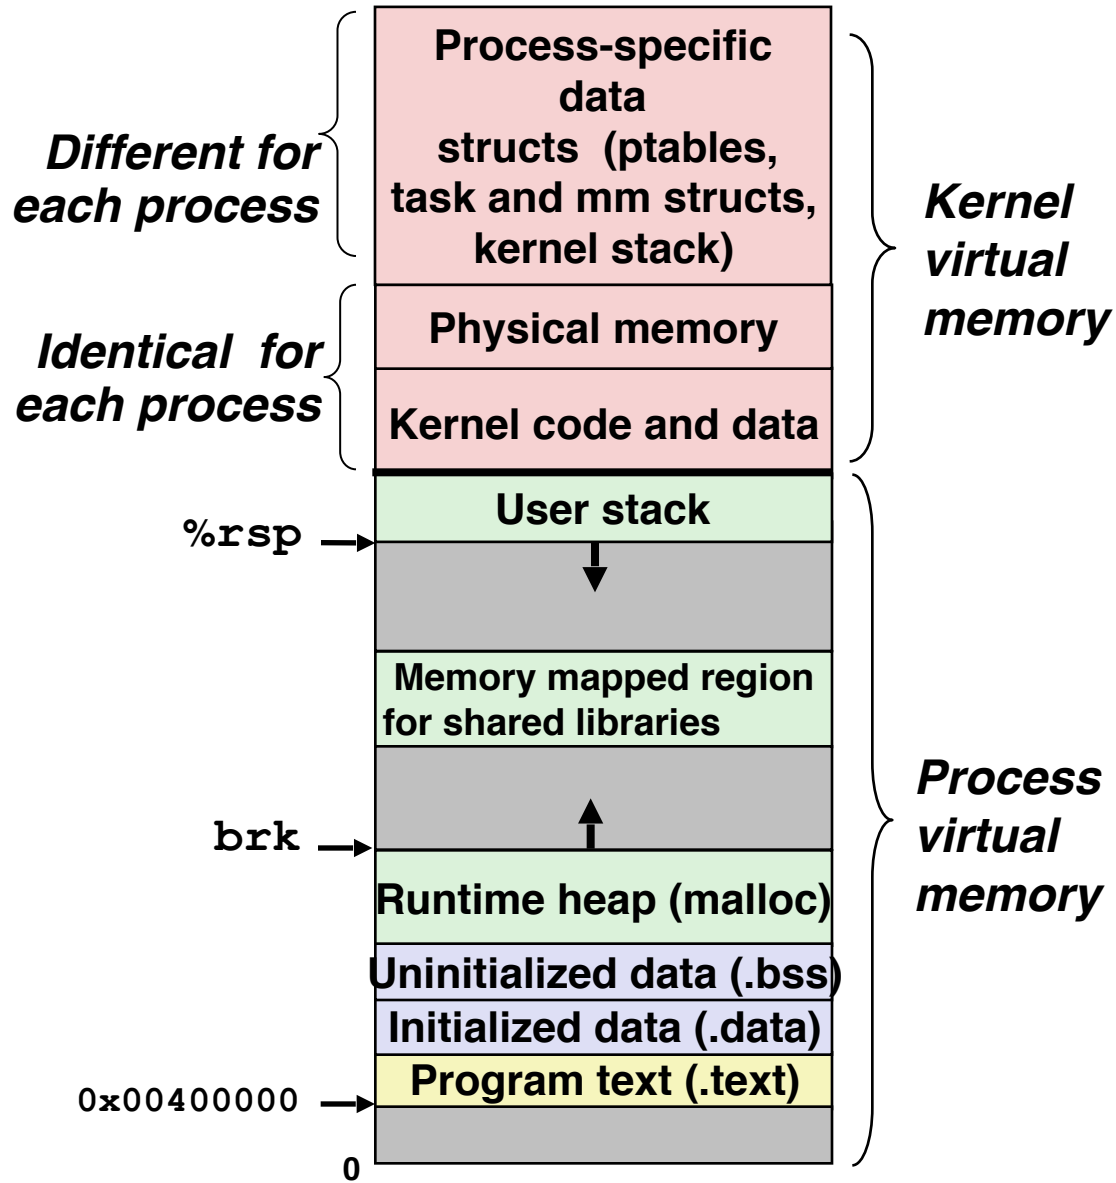 Process-specific
data
structs (ptables,
task and mm structs,
kernel stack)
Different for
each process
Kernel
virtual
memory
Physical memory
Identical for
each process
Kernel code and data
User stack
%rsp
Memory mapped region
for shared libraries
Process
virtual
memory
brk
Runtime heap (malloc)
Uninitialized data (.bss)
Initialized data (.data)
Program text (.text)
0x00400000
0